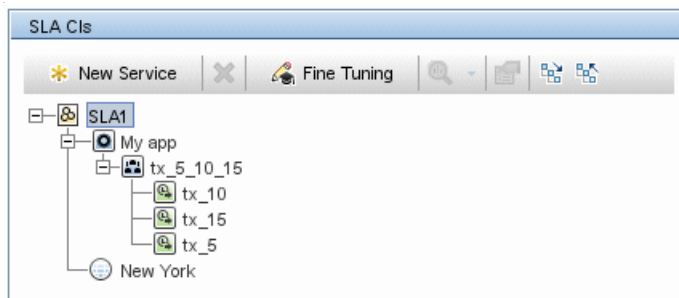 SLA CIs
New Service Fine Tuning
SLA1
My app
tx_5_10_15
tx_10
tx_15
tx_5
New York